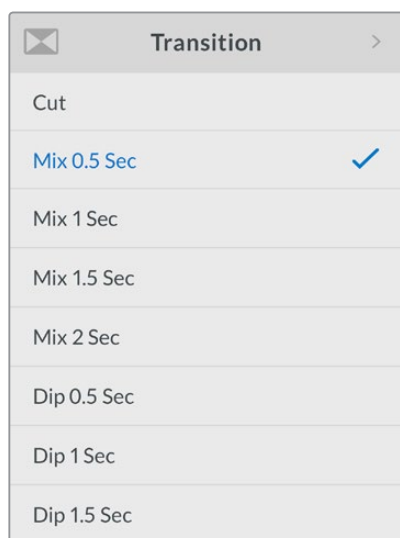 Transition
Cut
Mix 0.5 Sec
Mix 1 Sec
Mix 1.5 Sec
Mix 2 Sec
Dip 0.5 Sec
Dip 1 Sec
Dip 1.5 Sec